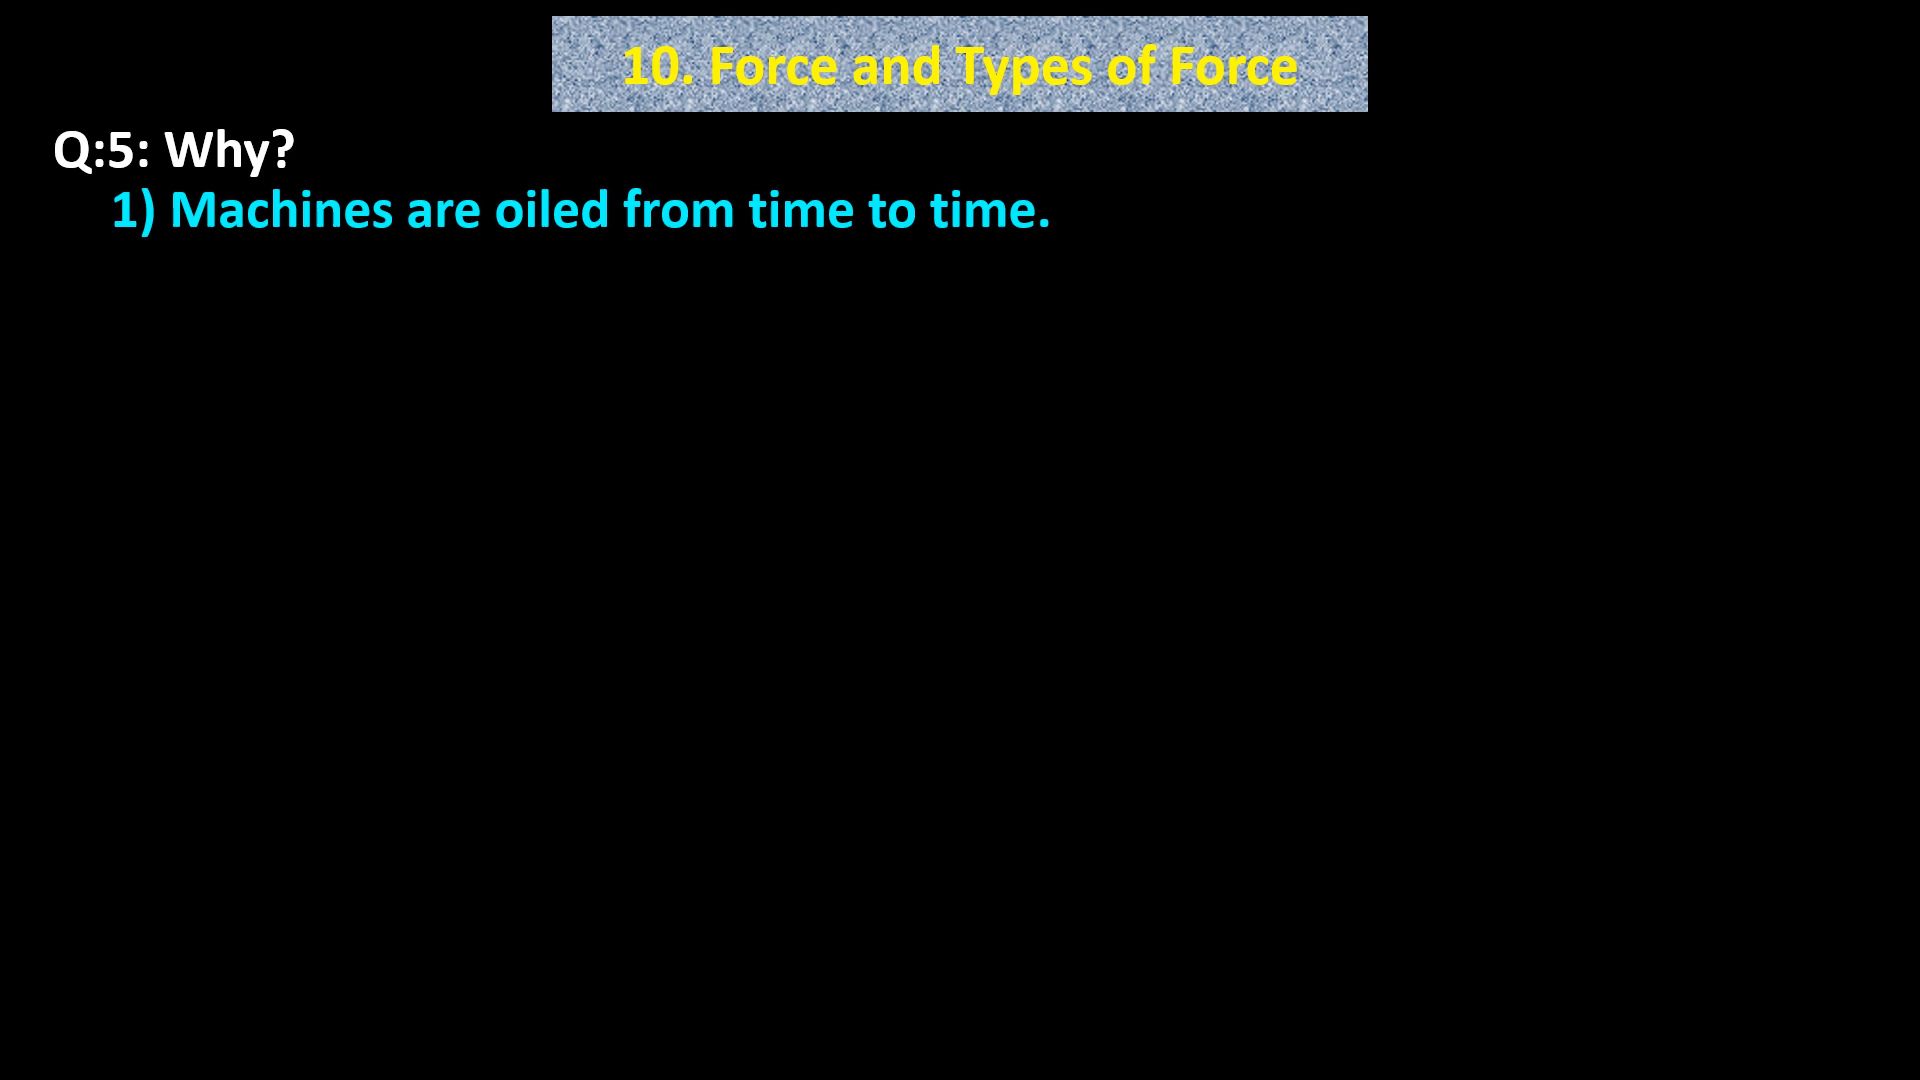 10. Force and Types of Force
Q:5: Why?
1) Machines are oiled from time to time.